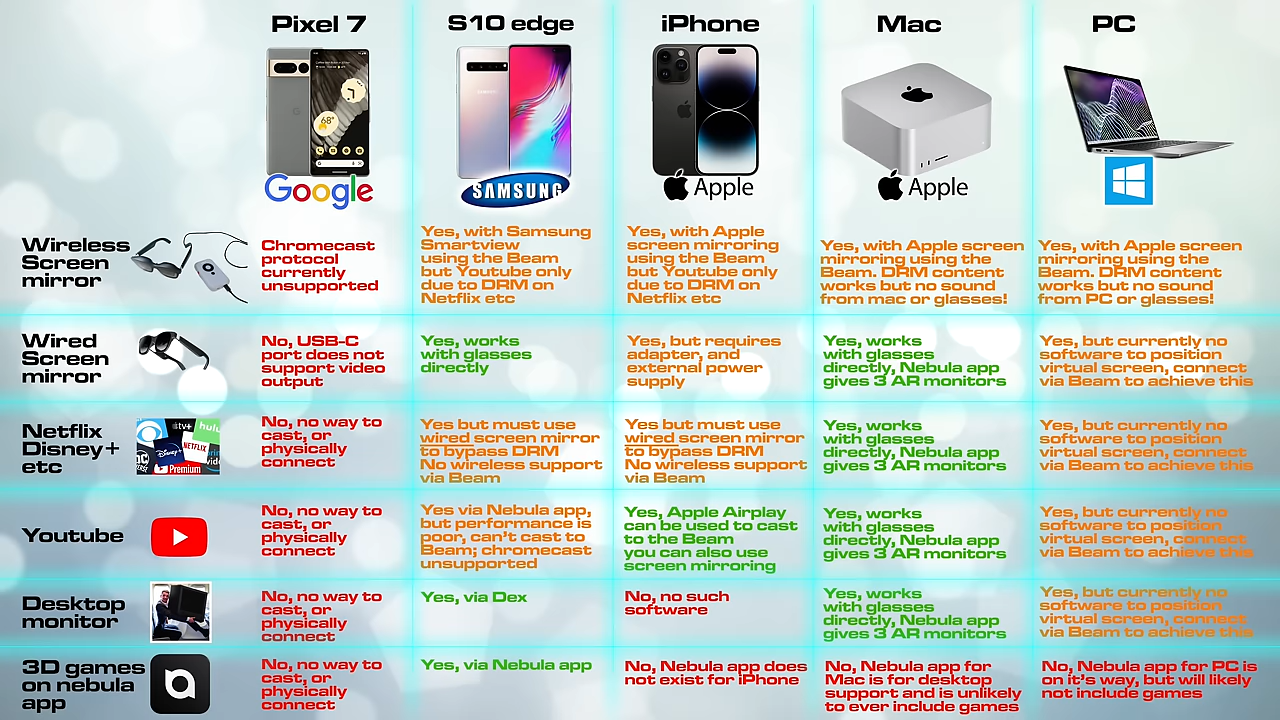 Pixel 7
S10 edge
iPhone
Mac
PC
68°
SAMSUNG
Google
SAMSUNG
Apple
Apple
Wireless
Screen
mirror
Chromecast
protocol
currently
unsupported
Yes, with Samsung
Smartview
using the Beam
but Youtube only
due to DRM on
Netflix etc
Yes, with Apple
screen mirroring
using the Beam
but Youtube only
due to DRM on
Netflix etc
Yes, with Apple screen
mirroring using the
Beam. DRM content
works but no sound
from mac or glasses!
Yes, with Apple screen
mirroring using the
Beam. DRM content
works but no sound
from PC or glasses!
Wired
Screen
mirror
No, USB-C
port does not
support video
output
Yes, works
with glasses
directly
Yes, but requires
adapter, and
external power
supply
Yes, works
with glasses
directly, Nebula app
gives 3 AR monitors
Yes, but currently no
software to position
virtual screen, connect
via Beam to achieve this
Netflix
Disney+
etc
tv+
hulu
Disney+
NETFLIX
DC
Premium
No, no way to
cast, or
physically
connect
Yes but must use
wired screen mirror
to bypass DRM
No wireless support
via Beam
Yes but must use
wired screen mirror
to bypass DRM
No wireless support
via Beam
Yes, works
with glasses
directly, Nebula app
gives 3 AR monitors
Yes, but currently no
software to position
virtual screen, connect
via Beam to achieve this
Youtube
No, no way to
cast, or
physically
connect
Yes via Nebula app,
but performance is
poor, can't cast to
Beam; chromecast
unsupported
Yes, Apple Airplay
can be used to cast
to the Beam
you can also use
screen mirroring
Yes, works
with glasses
directly, Nebula app
gives 3 AR monitors
Yes, but currently no
software to position
virtual screen, connect
via Beam to achieve this
Desktop
monitor
No, no way to
cast, or
physically
connect
Yes, via Dex
No, no such
software
Yes, works
with glasses
directly, Nebula app
gives 3 AR monitors
Yes, but currently no
software to position
virtual screen, connect
via Beam to achieve this
3D games
on nebula
app
No, no way to
cast, or
physically
connect
Yes, via Nebula app
No, Nebula app does
not exist for iPhone
No, Nebula app for
Mac is for desktop
support and is unlikely
to ever include games
No, Nebula app for PC is
on it's way, but will likely
not include games